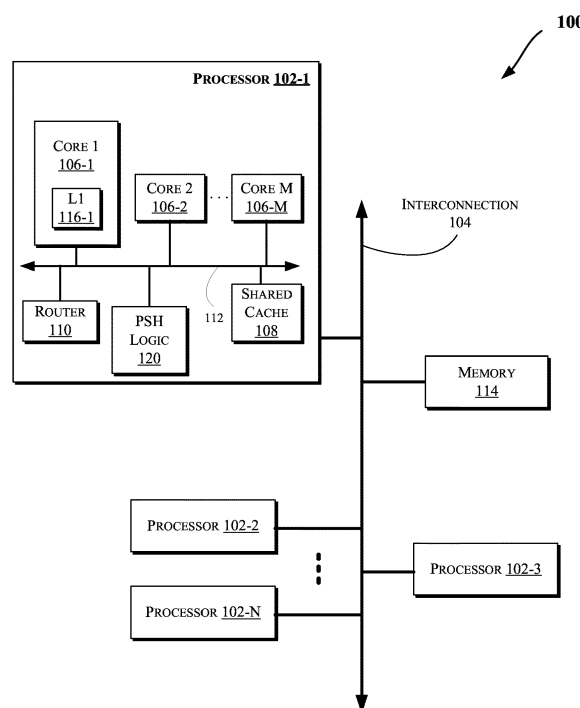 100
PROCESSOR 102-1
CORE 1
106-1
L1
116-1
CORE 2
106-2
...
CORE M
106-M
INTERCONNECTION
104
ROUTER
110
PSH
LOGIC
120
112
SHARED
CACHE
108
MEMORY
114
PROCESSOR 102-2
PROCESSOR 102-3
PROCESSOR 102-N